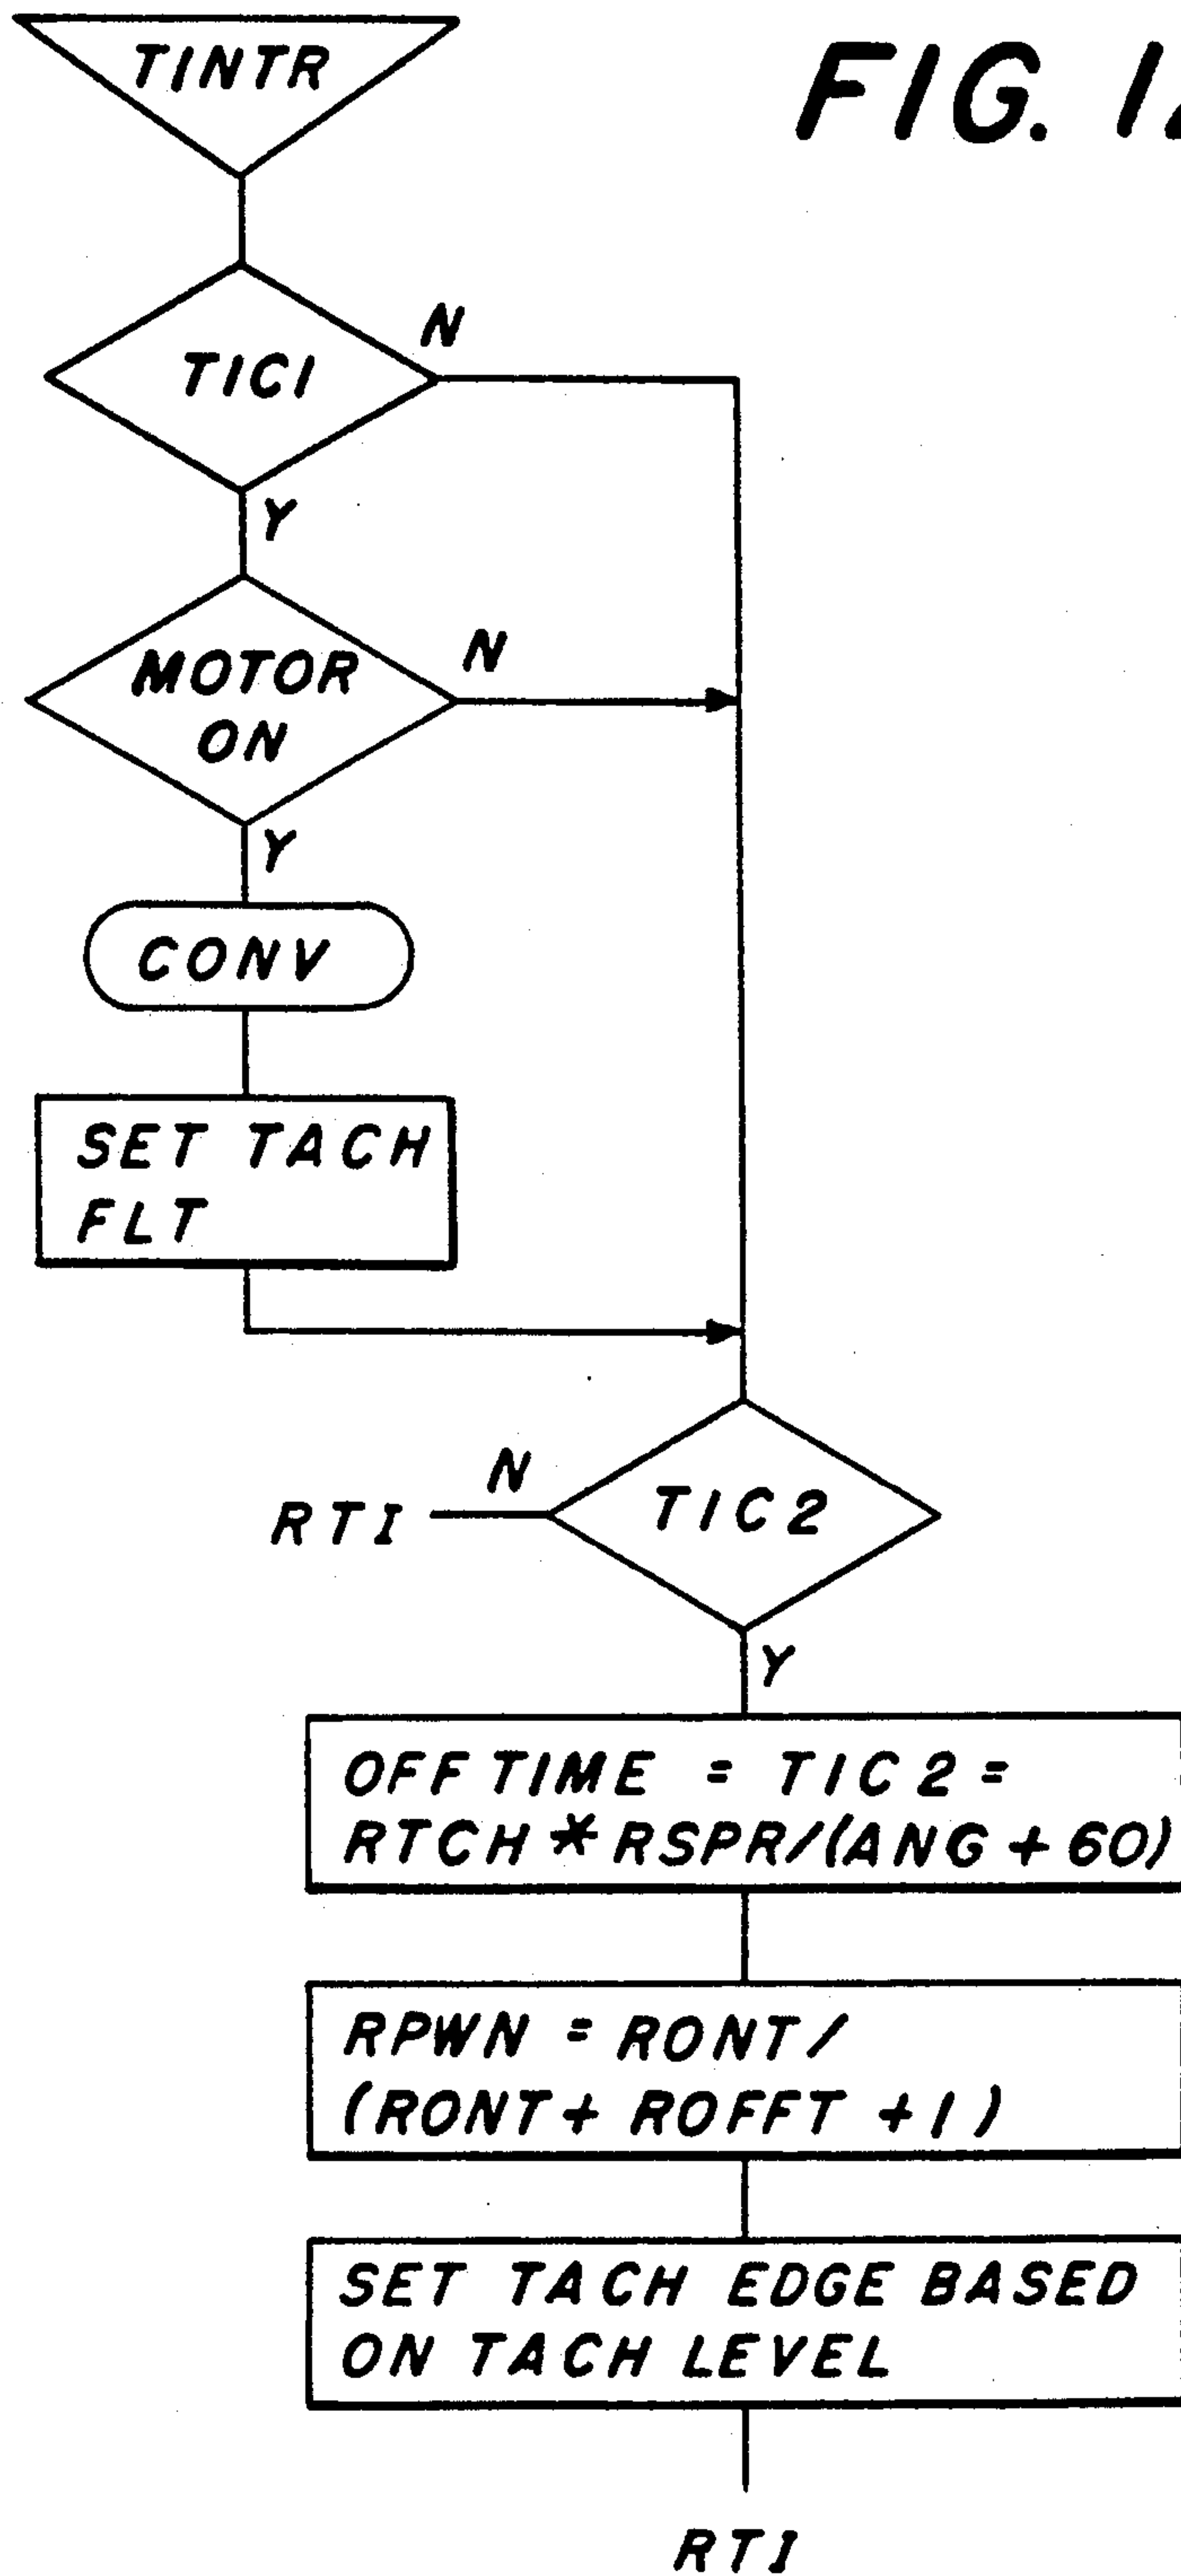 FIG.
TINTR
TIC1
N
Y
MOTOR
ON
N
Y
CONV
SET TACH
FLT
TIC2
N
RTI
Y
OFF TIME = TIC2 =
RTCH * RSPR/(ANG + 60)
RPWN = RONT/
(RONT + ROFFT + 1)
SET TACH EDGE BASED
ON TACH LEVEL
RTI